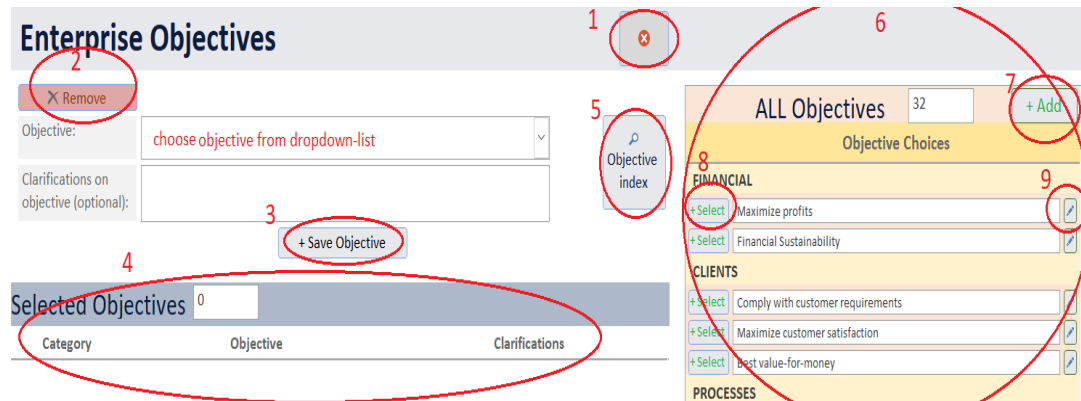 Enterprise Objectives
1
6
2
Remove
7
ALL Objectives 32
+ Add
Objective:
choose objective from dropdown-list
5
Objective index
Objective Choices
Clarifications on
objective (optional):
8
FINANCIAL
9
+ Select Maximize profits
3
+ Save Objective
+ Select Financial Sustainability
4
CLIENTS
Selected Objectives 0
+ Select Comply with customer requirements
+ Select Maximize customer satisfaction
Category Objective Clarifications
+ Select Best value-for-money
PROCESSES